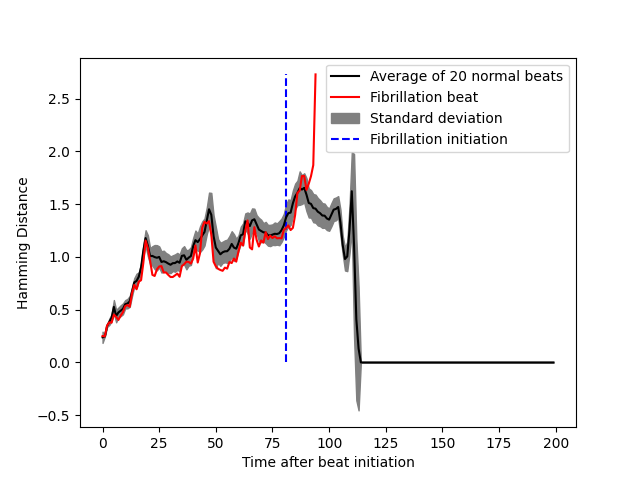 Average of 20 normal beats
Fibrillation beat
Standard deviation
Fibrillation initiation
Hamming Distance
2.5
2.0
1.5
1.0
0.5
0.0
−0.5
0 25 50 75 100 125 150 175 200
Time after beat initiation